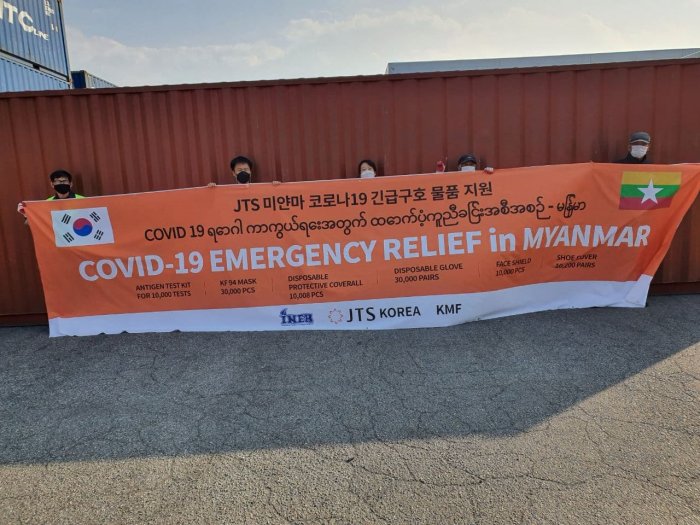 ITC
JTS 미얀마 코로나19 긴급구호 물품 지원
COVID 19 ရောဂါ ကာကွယ်ရေးအတွက် ထောက်ပံ့ကူညီခြင်းအစီအစဉ် - မြန်မာ
COVID-19 EMERGENCY RELIEF in MYANMAR
ANTIGEN TEST KIT
FOR 10,000 TESTS
KF94 MASK
30,000 PCS
DISPOSABLE
PROTECTIVE COVERALL
10,008 PCS
DISPOSABLE GLOVE
30,000 PAIRS
FACE SHIELD
10,000 PCS
SHOE COVER
10,200 PAIRS
INEB
JTS KOREA
KMF